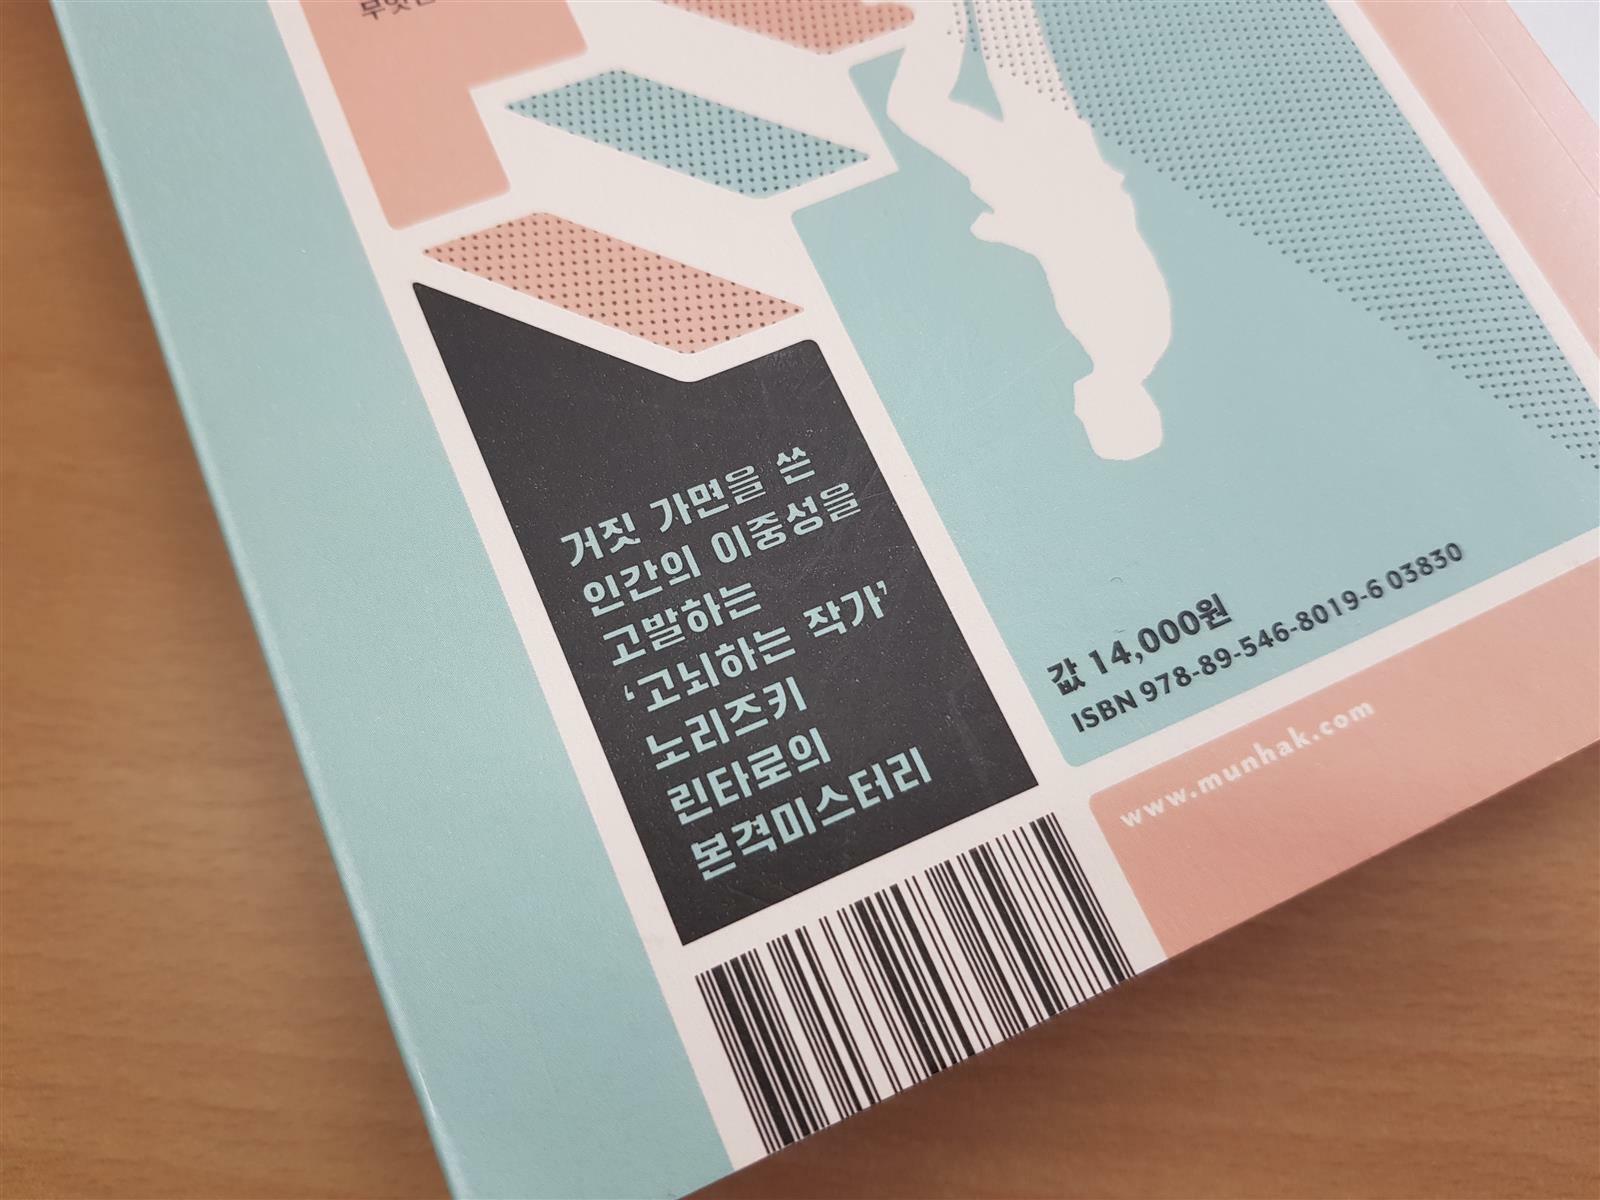 거짓 가면을 쓴
인간의 이중성을
고발하는
‘고뇌하는 작가’
노리즈키
린타로의
본격미스터리
값 14,000원
ISBN 978-89-546-8019-6 03830
www.munhak.com